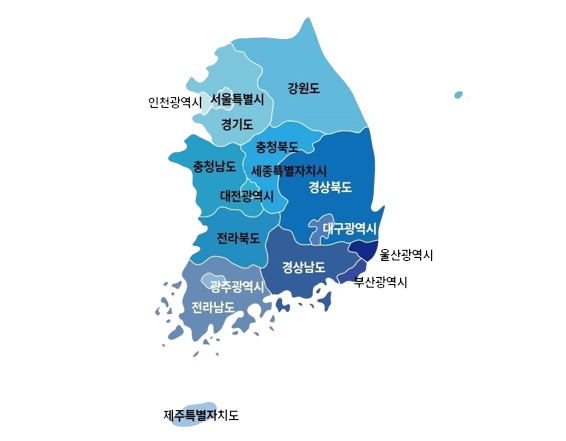 강원도
인천광역시
서울특별시
경기도
충청북도
충청남도
세종특별자치시
경상북도
대전광역시
대구광역시
전라북도
울산광역시
경상남도
부산광역시
광주광역시
전라남도
제주특별자치도